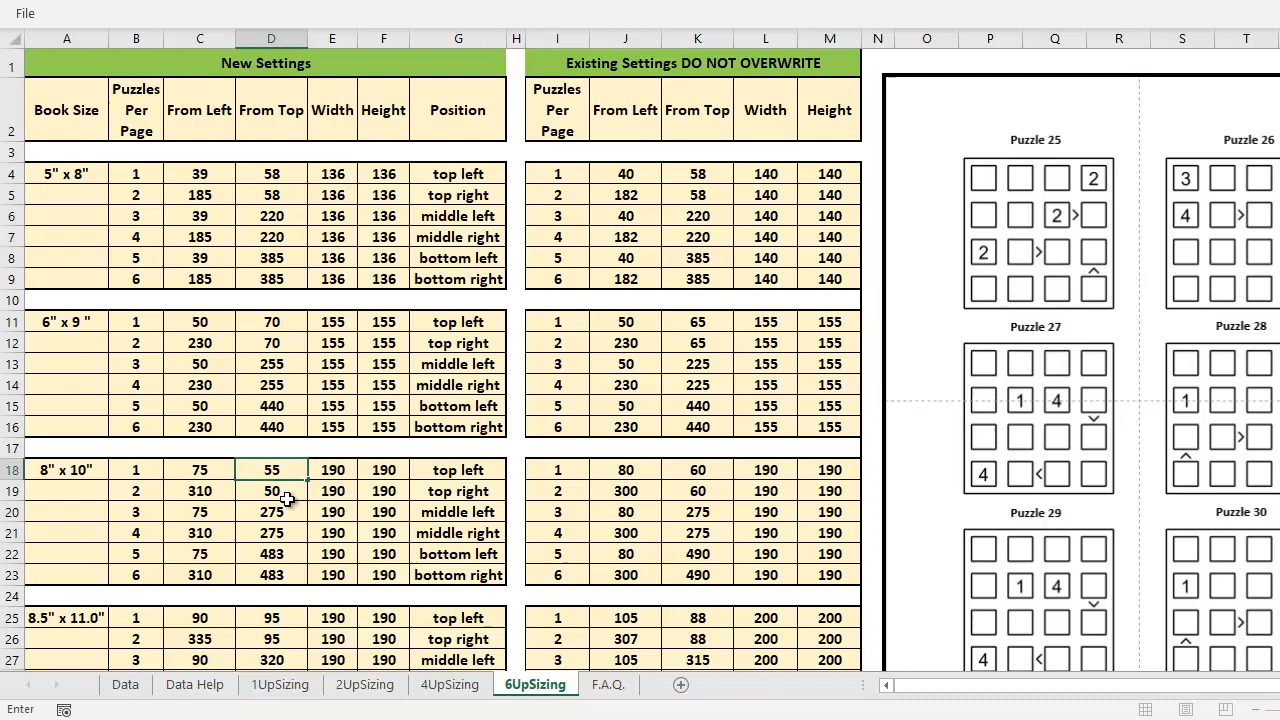 File
A B C D E F G H I J K L M N O P Q R S T
1 New Settings Existing Settings DO NOT OVERWRITE
2 Book Size Puzzles Per Page From Left From Top Width Height Position Puzzles Per Page From Left From Top Width Height
3
4 5" x 8" 1 39 58 136 136 top left 1 40 58 140 140
5 2 185 58 136 136 top right 2 182 58 140 140
6 3 39 220 136 136 middle left 3 40 220 140 140
7 4 185 220 136 136 middle right 4 182 220 140 140
8 5 39 385 136 136 bottom left 5 40 385 140 140
9 6 185 385 136 136 bottom right 6 182 385 140 140
10
11 6" x 9 " 1 50 70 155 155 top left 1 50 65 155 155
12 2 230 70 155 155 top right 2 230 65 155 155
13 3 50 255 155 155 middle left 3 50 225 155 155
14 4 230 255 155 155 middle right 4 230 225 155 155
15 5 50 440 155 155 bottom left 5 50 440 155 155
16 6 230 440 155 155 bottom right 6 230 440 155 155
17
18 8" x 10" 1 75 55 190 190 top left 1 80 60 190 190
19 2 310 50 190 190 top right 2 300 60 190 190
20 3 75 275 190 190 middle left 3 80 275 190 190
21 4 310 275 190 190 middle right 4 300 275 190 190
22 5 75 483 190 190 bottom left 5 80 490 190 190
23 6 310 483 190 190 bottom right 6 300 490 190 190
24
25 8.5" x 11.0" 1 90 95 190 190 top left 1 105 88 200 200
26 2 335 95 190 190 top right 2 307 88 200 200
27 3 90 320 190 190 middle left 3 105 315 200 200
Puzzle 25 Puzzle 26
2 3
2 > 4 >
2 >
^
Puzzle 27 Puzzle 28
1 4 1
v
>
^
4 <
Puzzle 29 Puzzle 30
1 4 1
v
>
^
4 <
Data Data Help 1UpSizing 2UpSizing 4UpSizing 6UpSizing F.A.Q.
Enter